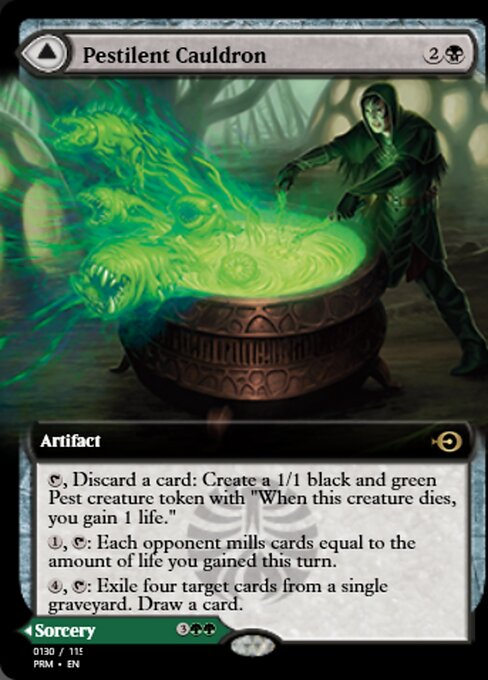 Pestilent Cauldron 2
Artifact
, Discard a card: Create a 1/1 black and green
Pest creature token with "When this creature dies,
you gain 1 life."
1, : Each opponent mills cards equal to the
amount of life you gained this turn.
4, : Exile four target cards from a single
graveyard. Draw a card.
Sorcery 3
0130 / 115
PRM • EN